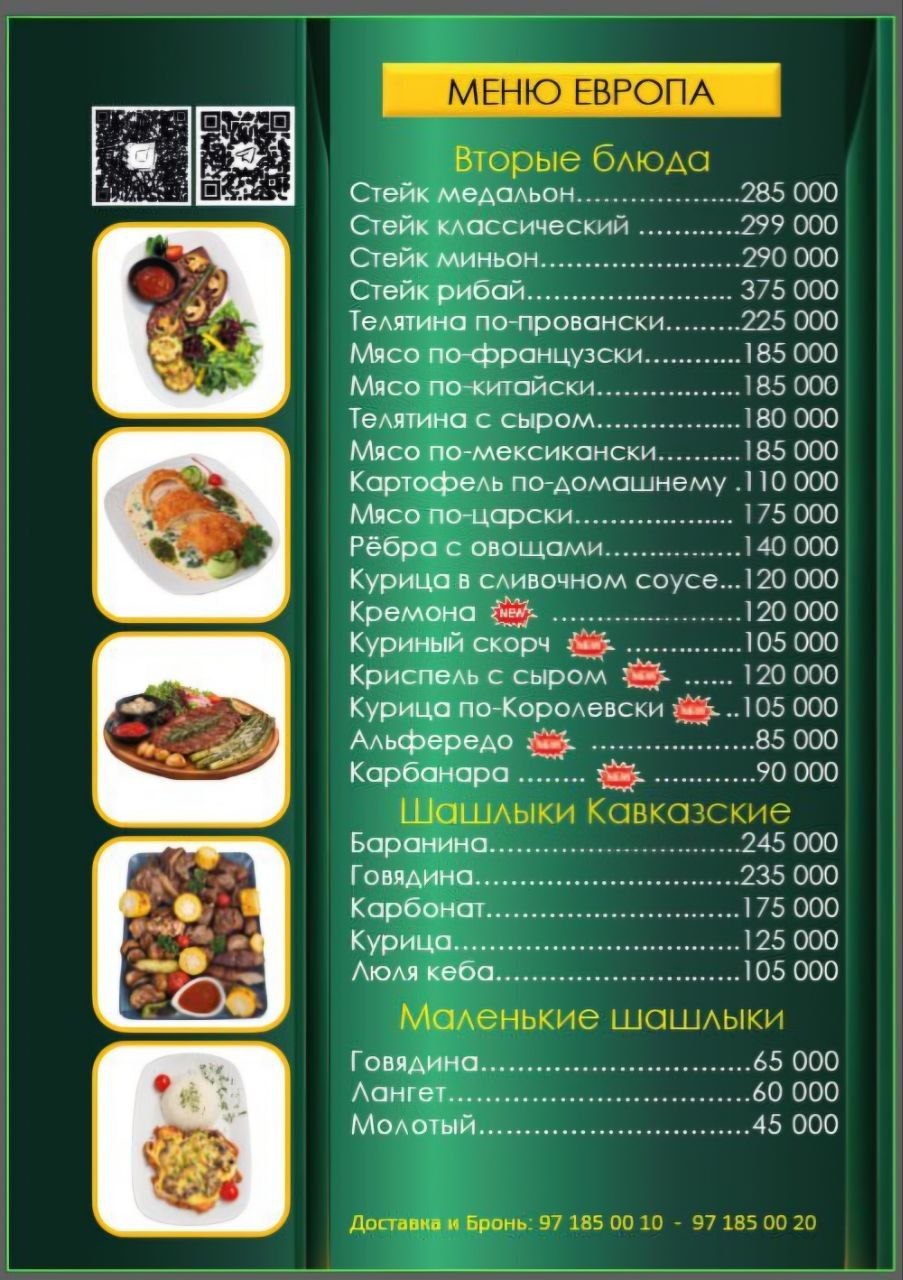 МЕНЮ ЕВРОПА
Вторые блюда
Стейк медальон....................285 000
Стейк классический ............299 000
Стейк миньон.........................290 000
Стейк рибай.......................... 375 000
Телятина по-провански.........225 000
Мясо по-французски............185 000
Мясо по-китайски..................185 000
Телятина с сыром..................180 000
Мясо по-мексикански..........185 000
Картофель по-домашнему .110 000
Мясо по-царски.................... 175 000
Рёбра с овощами.................140 000
Курица в сливочном соусе...120 000
Кремона NEW .......................120 000
Куриный скорч NEW ..............105 000
Криспель с сыром NEW ...... 120 000
Курица по-Королевски NEW ..105 000
Альфередо NEW ....................85 000
Карбанара ........ NEW .............90 000
Шашлыки Кавказские
Баранина...............................245 000
Говядина................................235 000
Карбонат...............................175 000
Курица...................................125 000
Люля кеба..............................105 000
Маленькие шашлыки
Говядина.................................65 000
Лангет.....................................60 000
Молотый.................................45 000
Доставка и Бронь: 97 185 00 10 - 97 185 00 20